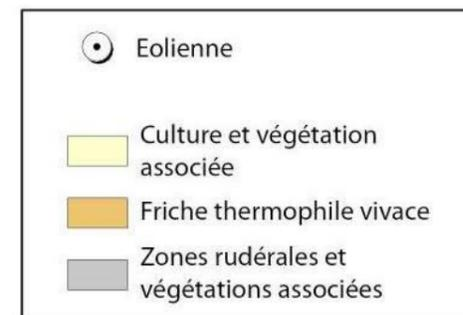 Eolienne
Culture et végétation
associée
Friche thermophile vivace
Zones rudérales et
végétations associées